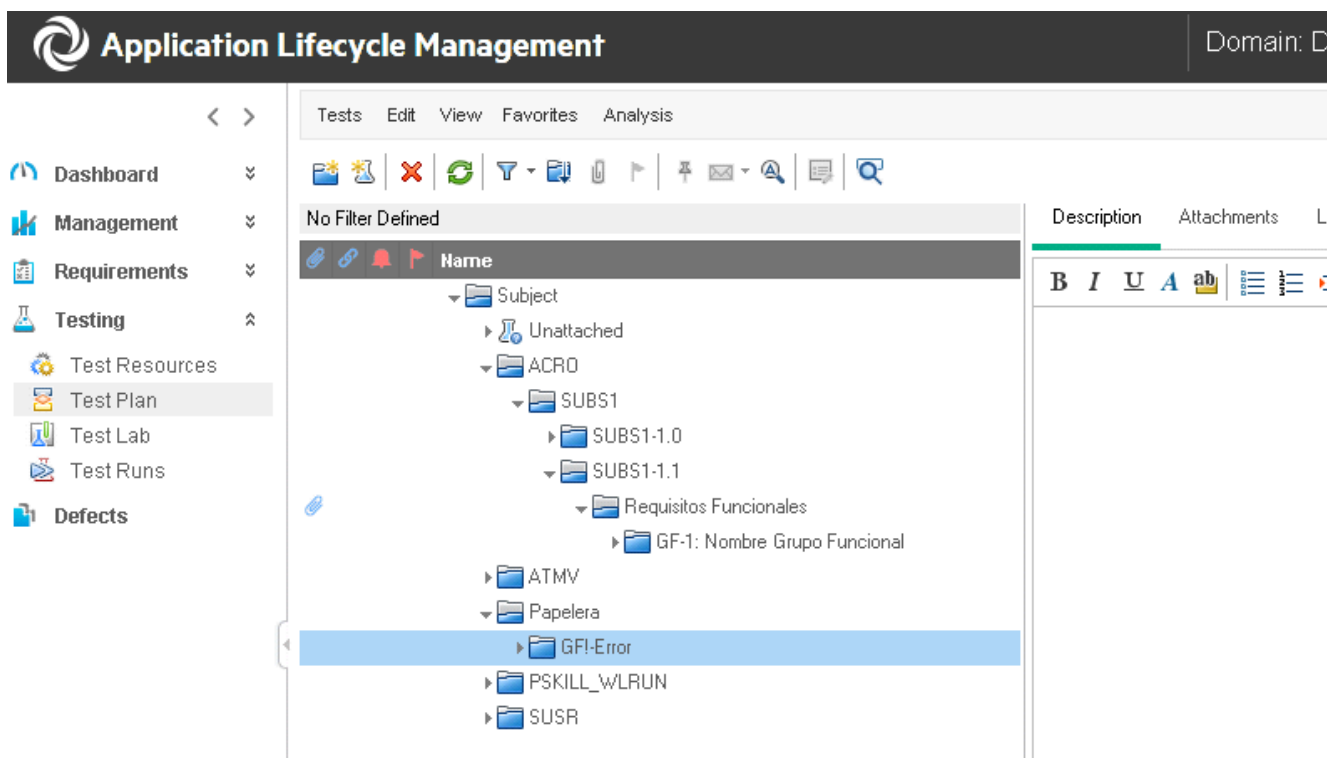 Application Lifecycle Management
Domain: D
Tests Edit View Favorites Analysis
Dashboard
Management
Requirements
Testing
Test Resources
Test Plan
Test Lab
Test Runs
Defects
No Filter Defined
Name
Subject
Unattached
ACRO
SUBS1
SUBS1-1.0
SUBS1-1.1
Requisitos Funcionales
GF-1: Nombre Grupo Funcional
ATMV
Papelera
GF!-Error
PSKILL_WLRUN
SUSR
Description Attachments L
B I U A ab